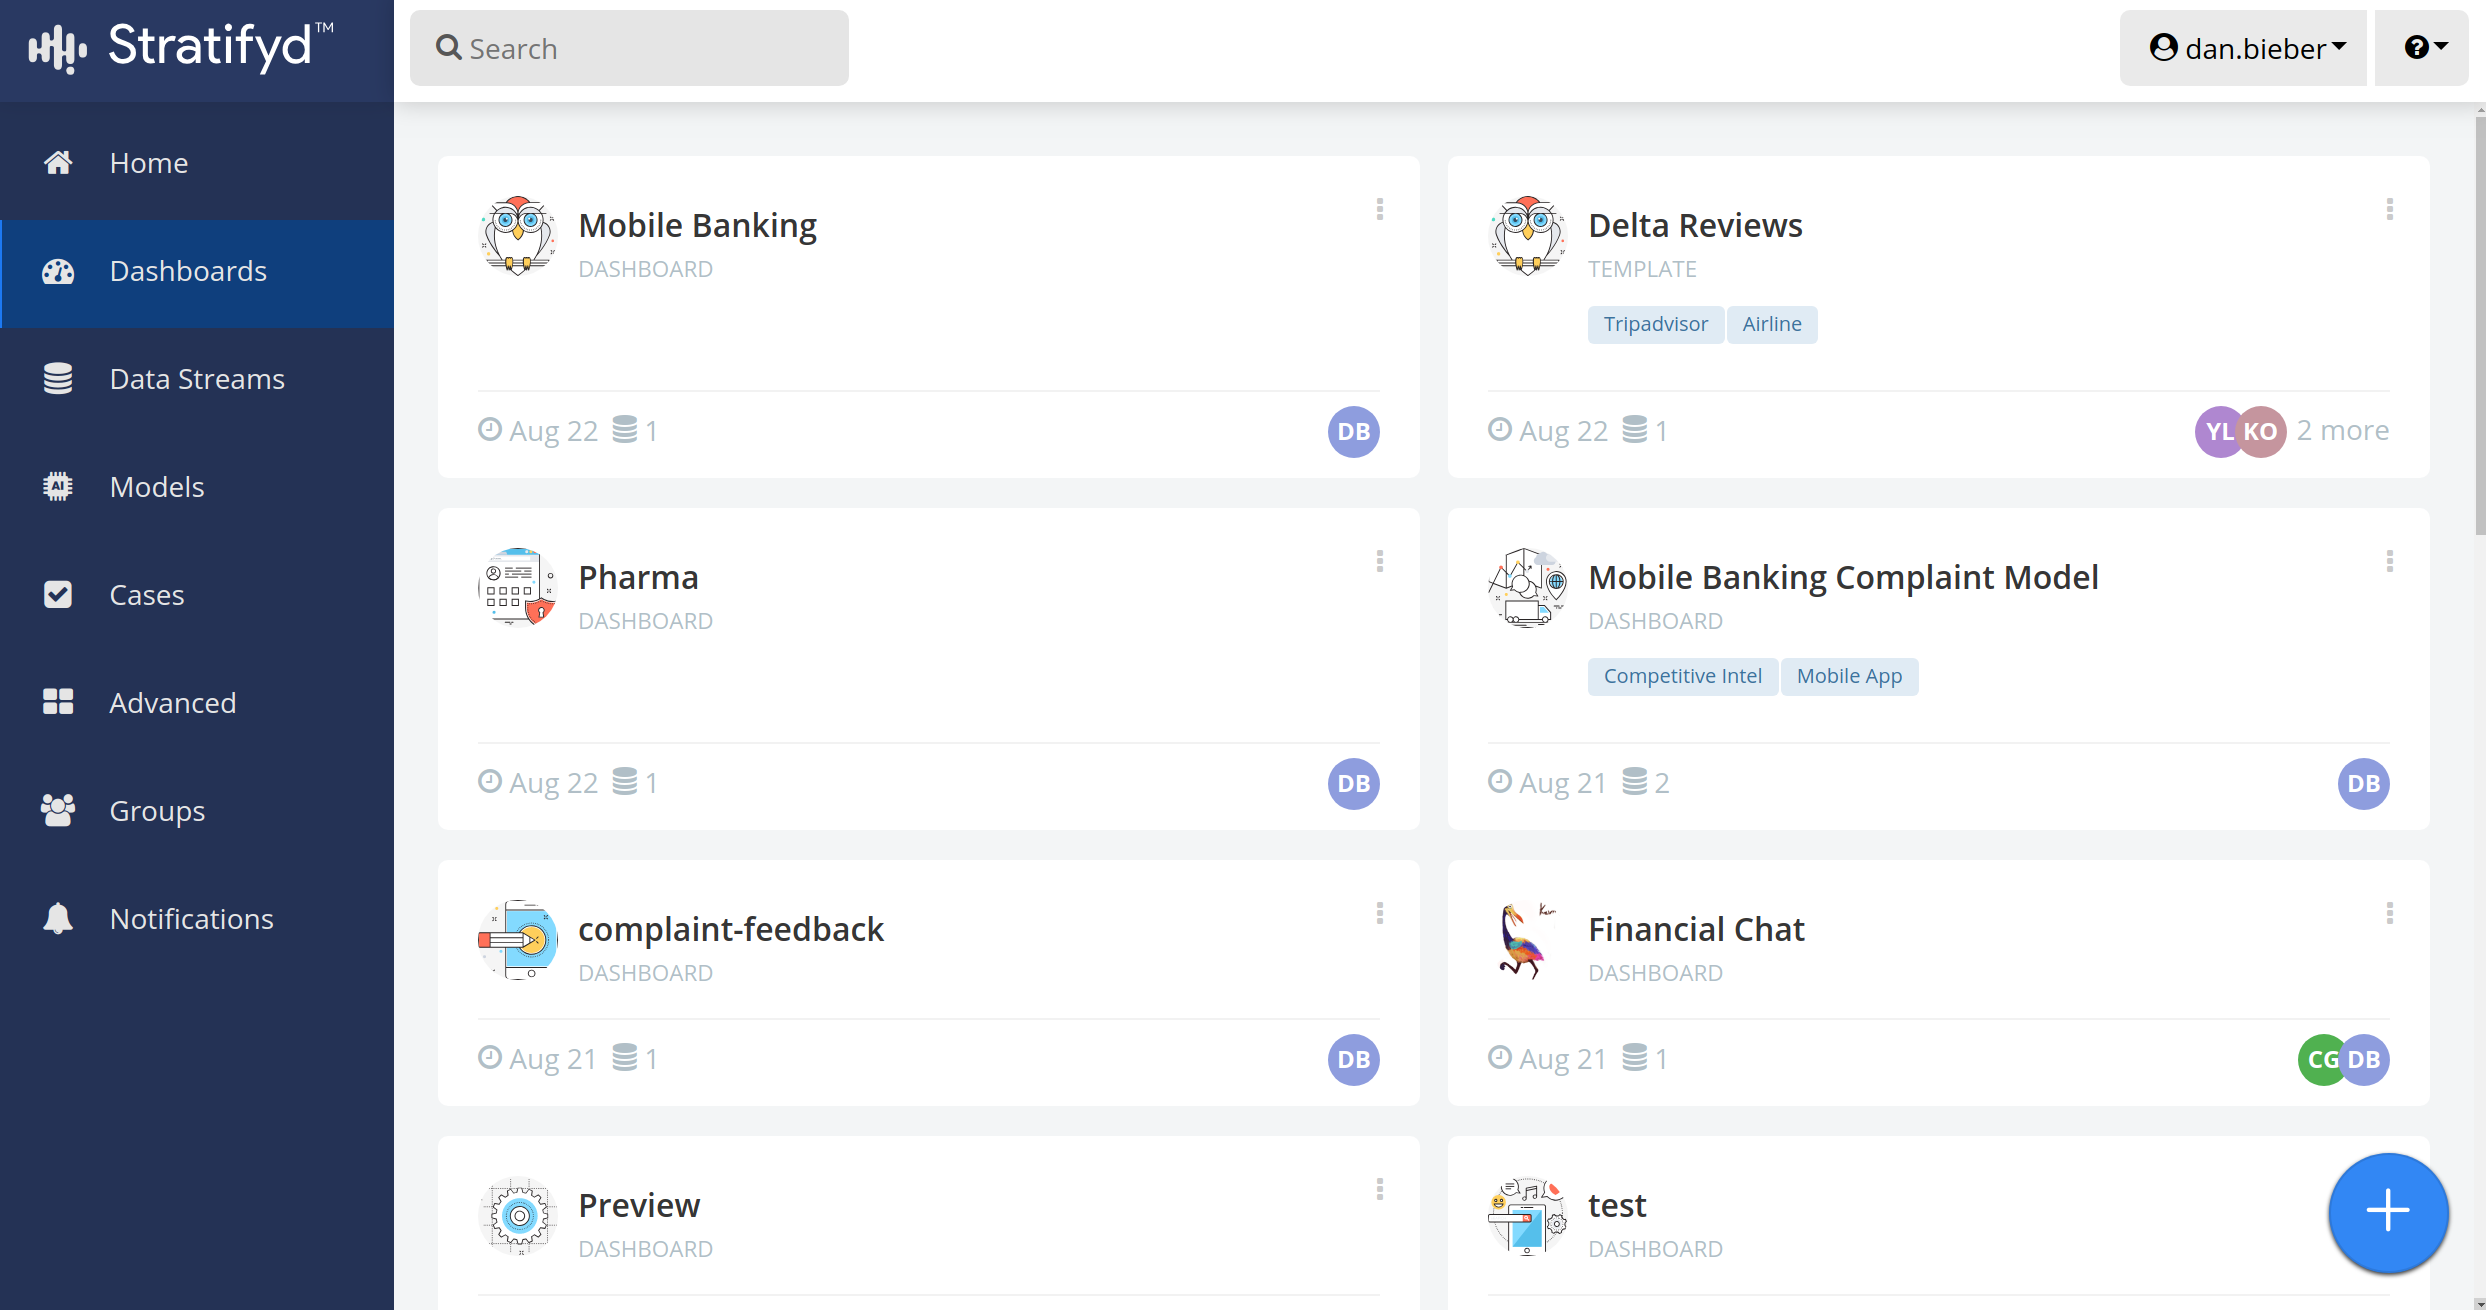 Stratifyd™
Search
dan.bieber
Home
Dashboards
Data Streams
Models
Cases
Advanced
Groups
Notifications
Mobile Banking
DASHBOARD
Aug 22 1
DB
Delta Reviews
TEMPLATE
Tripadvisor Airline
Aug 22 1
YL KO 2 more
Pharma
DASHBOARD
Aug 22 1
DB
Mobile Banking Complaint Model
DASHBOARD
Competitive Intel Mobile App
Aug 21 2
DB
complaint-feedback
DASHBOARD
Aug 21 1
DB
Financial Chat
DASHBOARD
Aug 21 1
CG DB
Preview
DASHBOARD
test
DASHBOARD